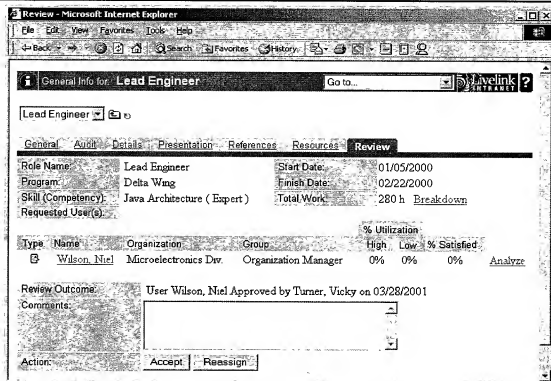 Review - Microsoft Internet Explorer
File Edit View Favorites Tools Help
Back Search Favorites History
General Info for: Lead Engineer Go to... Livelink ?
INTRANET
Lead Engineer
General Audit Details Presentation References Resources Review
Role Name: Lead Engineer Start Date: 01/05/2000
Program: Delta Wing Finish Date: 02/22/2000
Skill (Competency): Java Architecture ( Expert ) Total Work: 280 h Breakdown
Requested User(s):
% Utilization
Type Name Organization Group High Low % Satisfied
Wilson, Niel Microelectronics Div. Organization Manager 0% 0% 0% Analyze
Review Outcome: User Wilson, Niel Approved by Turner, Vicky on 03/28/2001
Comments:
Action: Accept Reassign